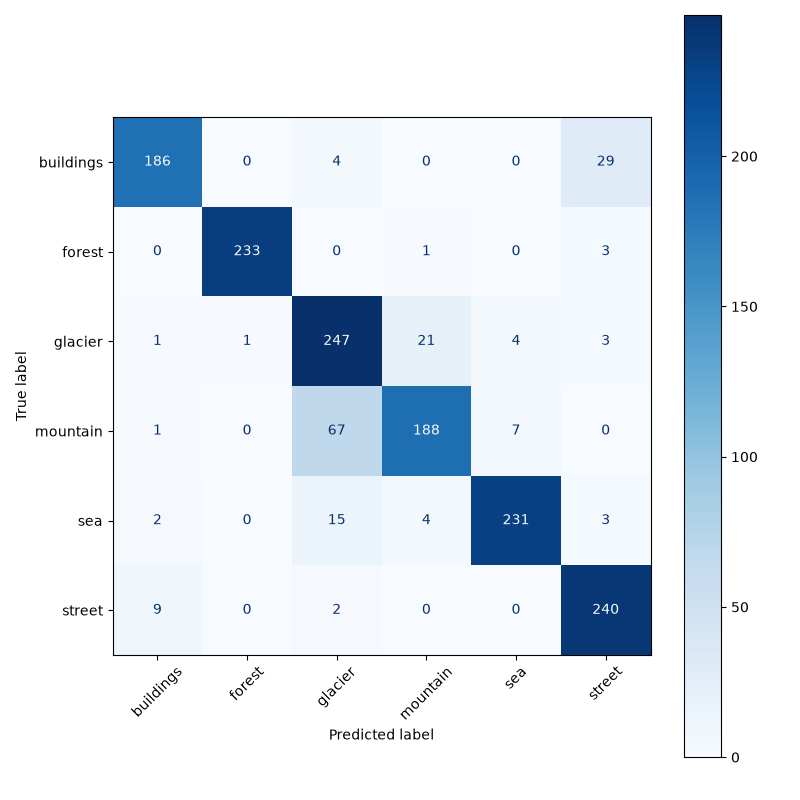 buildings 186 0 4 0 0 29
forest 0 233 0 1 0 3
glacier 1 1 247 21 4 3
mountain 1 0 67 188 7 0
sea 2 0 15 4 231 3
street 9 0 2 0 0 240
buildings forest glacier mountain sea street
Predicted label
True label
200
150
100
50
0